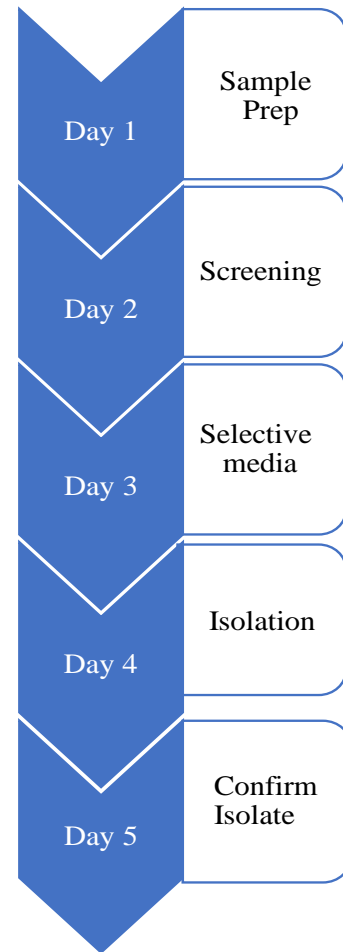 Day 1
Sample
Prep
Day 2
Screening
Day 3
Selective
media
Day 4
Isolation
Day 5
Confirm
Isolate